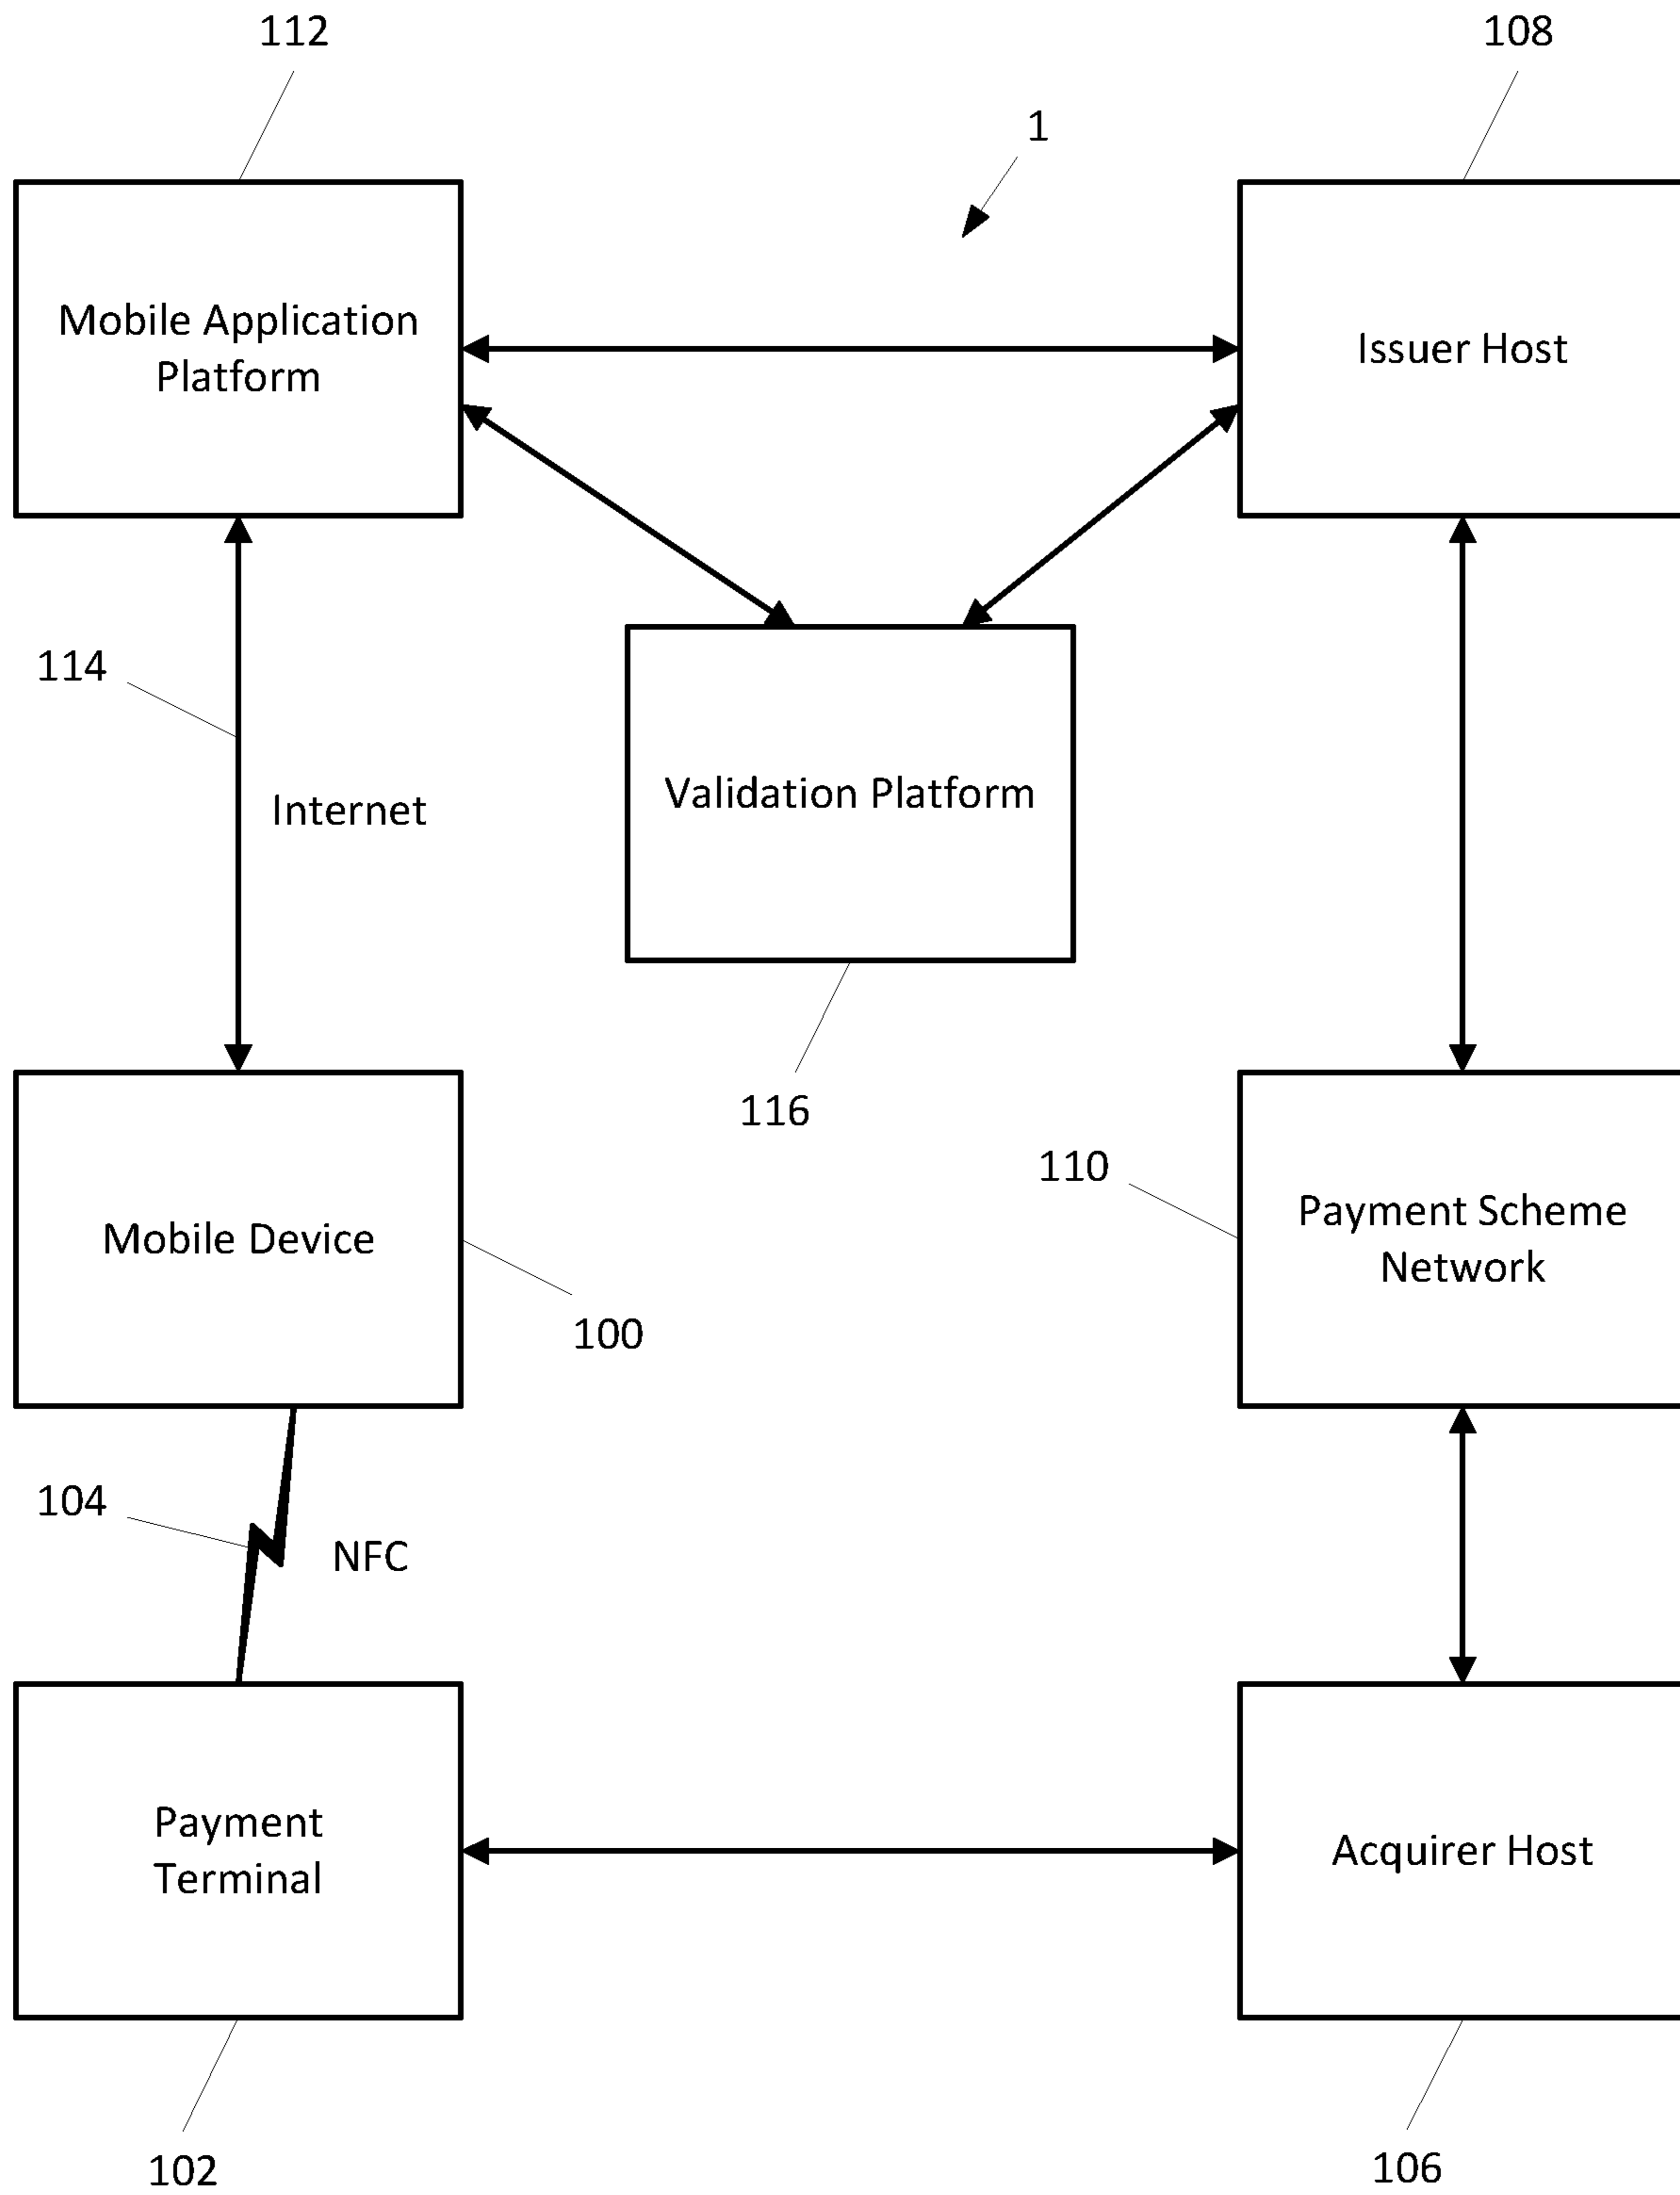 112
108
1
Mobile Application
Platform
Issuer Host
114
Internet
Validation Platform
116
110
Mobile Device
Payment Scheme
Network
100
104
NFC
Payment
Terminal
Acquirer Host
102
106